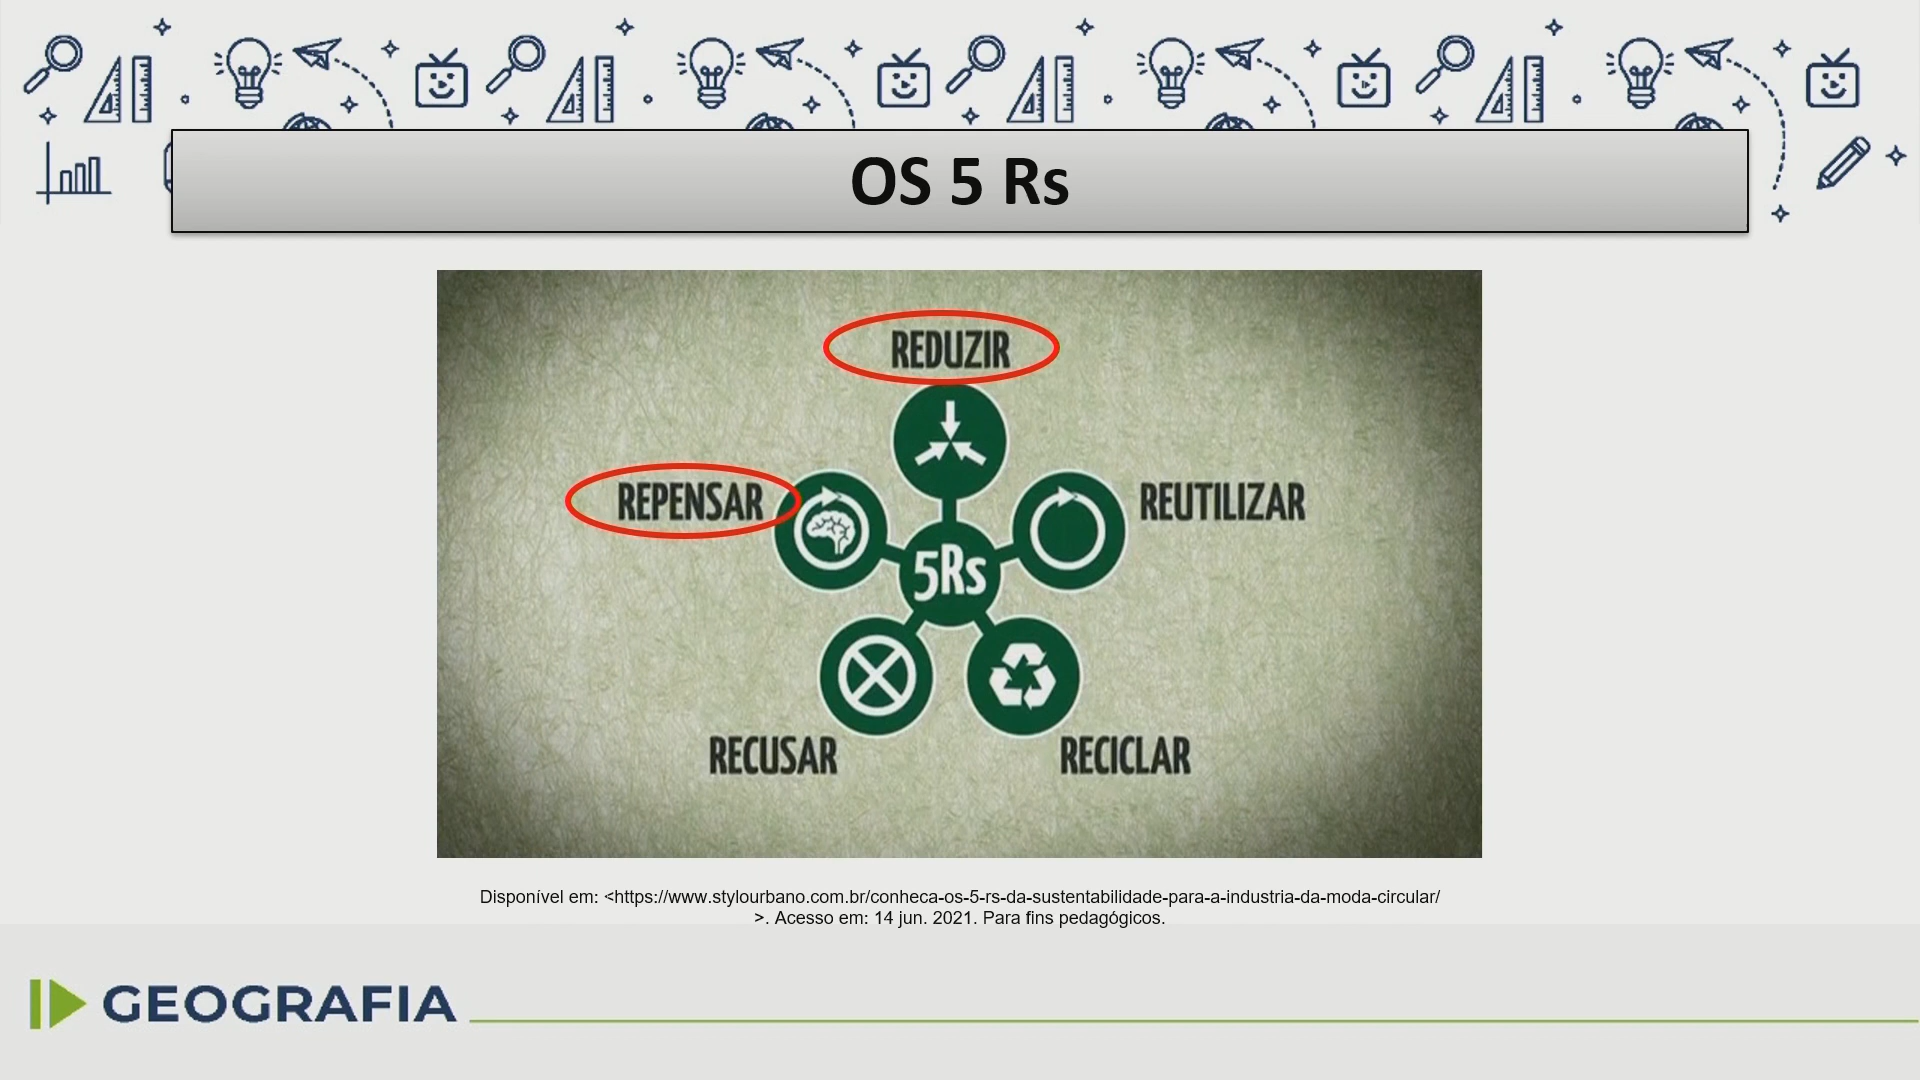 OS 5 Rs
REDUZIR
REPENSAR
REUTILIZAR
5Rs
RECUSAR
RECICLAR
Disponível em: <https://www.stylourbano.com.br/conheca-os-5-rs-da-sustentabilidade-para-a-industria-da-moda-circular/
>. Acesso em: 14 jun. 2021. Para fins pedagógicos.
GEOGRAFIA